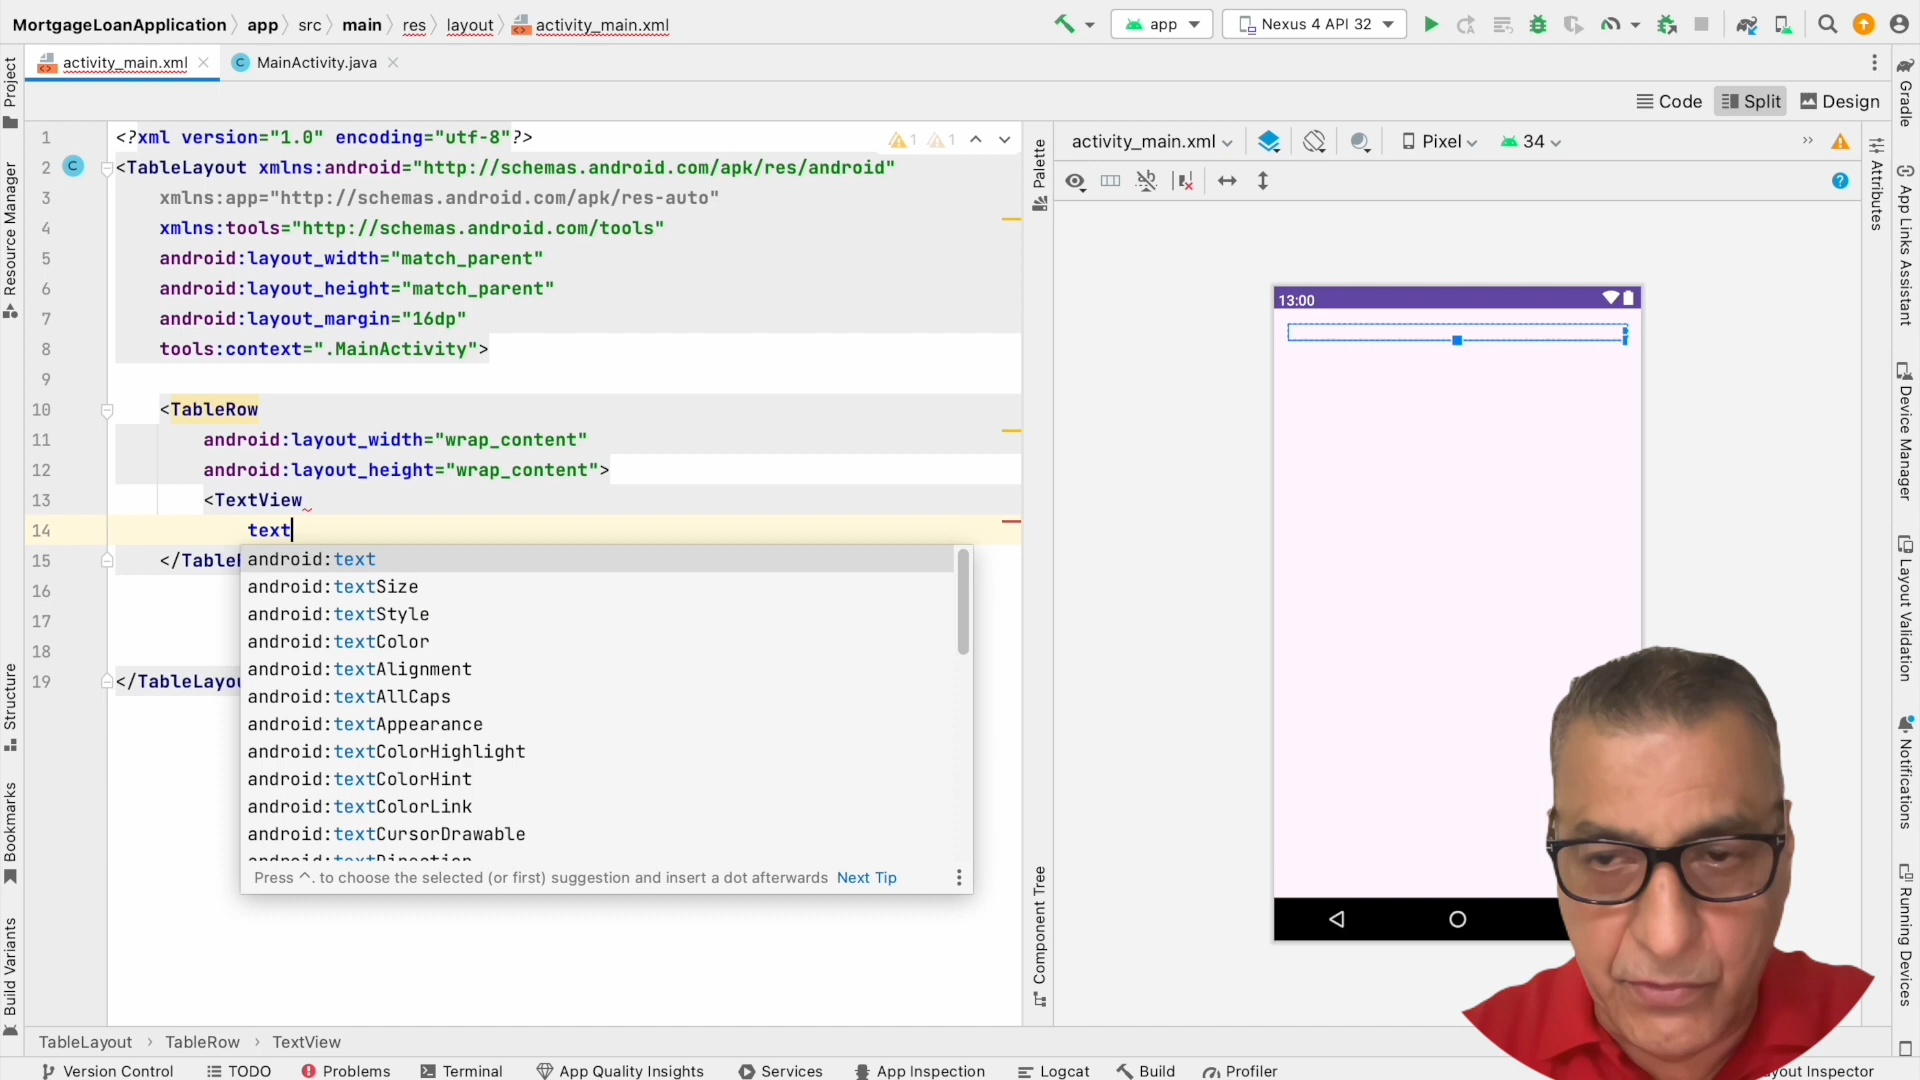 MortgageLoanApplication app src main res layout activity_main.xml app Nexus 4 API 32
activity_main.xml MainActivity.java
Code Split Design
1 <?xml version="1.0" encoding="utf-8"?> 1 1
2 <TableLayout xmlns:android="http://schemas.android.com/apk/res/android"
3 xmlns:app="http://schemas.android.com/apk/res-auto"
4 xmlns:tools="http://schemas.android.com/tools"
5 android:layout_width="match_parent"
6 android:layout_height="match_parent"
7 android:layout_margin="16dp"
8 tools:context=".MainActivity">
9
10 <TableRow
11 android:layout_width="wrap_content"
12 android:layout_height="wrap_content">
13 <TextView
14 text
15 </TableR
16
17
18
19 </TableLayou
android:text
android:textSize
android:textStyle
android:textColor
android:textAlignment
android:textAllCaps
android:textAppearance
android:textColorHighlight
android:textColorHint
android:textColorLink
android:textCursorDrawable
android:textDirection
Press ^. to choose the selected (or first) suggestion and insert a dot afterwards Next Tip
activity_main.xml Pixel 34
13:00
Project
Resource Manager
Structure
Bookmarks
Build Variants
Palette
Component Tree
Attributes
Gradle
App Links Assistant
Device Manager
Layout Validation
Notifications
Running Devices
TableLayout TableRow TextView
Version Control TODO Problems Terminal App Quality Insights Services App Inspection Logcat Build Profiler yout Inspector